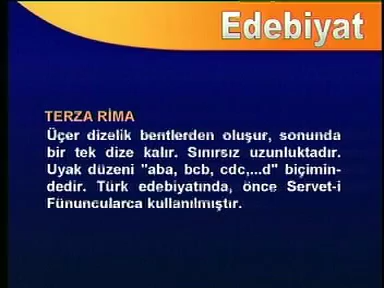 Edebiyat
TERZA RİMA
Üçer dizelik bentlerden oluşur, sonunda
bir tek dize kalır. Sınırsız uzunluktadır.
Uyak düzeni "aba, bcb, cdc,...d" biçimin-
dedir. Türk edebiyatında, önce Servet-i
Fünuncularca kullanılmıştır.